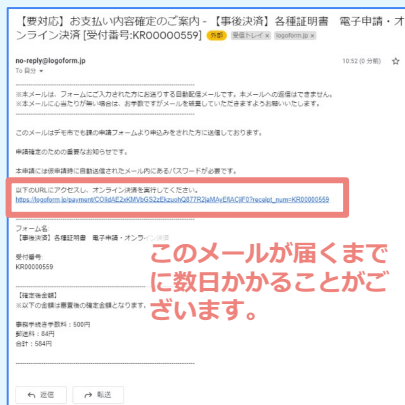 【要対応】お支払い内容確定のご案内 - 【事後決済】各種証明書　電子申請・オ
ンライン決済 [受付番号:KR00000559] 外部 受信トレイ x logoform.jp x
no-reply@logoform.jp
10:52 (0 分前)
To 自分
※本メールは、フォームにご入力された方にお送りする自動配信メールです。本メールへの返信はできません。
※本メールに心当たりが無い場合は、お手数ですがメールを破棄していただきますようお願いいたします。
このメールはデモ市でも課の申請フォームより申込みをされた方に送信しております。
申請確定のための重要なお知らせです。
本申請には仮申請時に自動送信されたメール内にあるパスワードが必要です。
以下のURLにアクセスし、オンライン決済を実行してください。
フォーム名:
【事後決済】各種証明書　電子申請・オンライン決済
このメールが届くまで
に数日かかることがご
ざいます。
受付番号:
KR00000559
【確定後金額】
※以下の金額は審査後の確定金額となります。
事務手続き手数料：500円
郵送料：84円
合計：584円
返信
転送